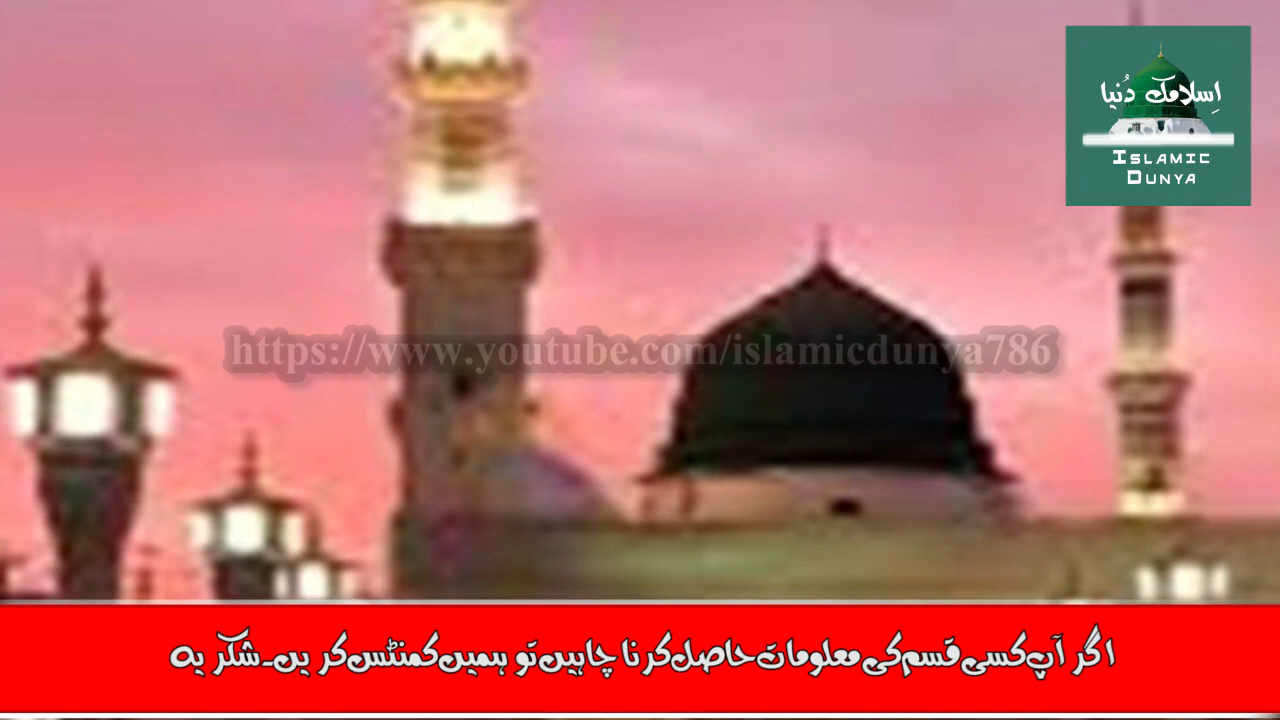 اِسلامک دُنیا
ISLAMIC
DUNYA
https://www.youtube.com/islamicdunya786
اگر آپ کسی قسم کی معلومات حاصل کرنا چاہیں تو ہمیں کمنٹس کریں۔شکریہ